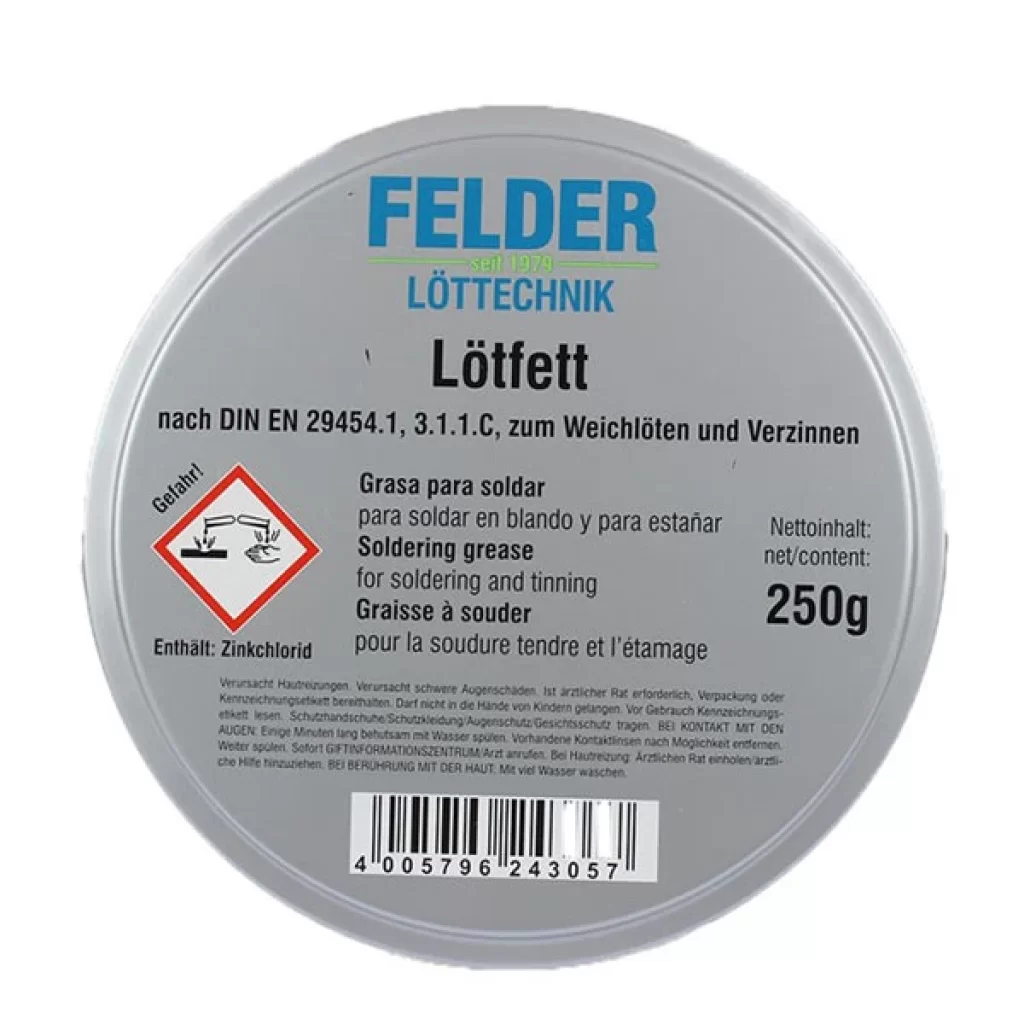 FELDER
seit 1979
LÖTTECHNIK
Lötfett
nach DIN EN 29454.1, 3.1.1.C, zum Weichlöten und Verzinnen
Gefahr!
Enthält: Zinkchlorid
Grasa para soldar
para soldar en blando y para estañar
Soldering grease
for soldering and tinning
Graisse à souder
pour la soudure tendre et l'étamage
Nettoinhalt:
net/content:
250g
Verursacht Hautreizungen. Verursacht schwere Augenschäden. Ist ärztlicher Rat erforderlich, Verpackung oder
Kennzeichnungsetikett bereithalten. Darf nicht in die Hände von Kindern gelangen. Vor Gebrauch Kennzeichnungs-
etikett lesen. Schutzhandschuhe/Schutzkleidung/Augenschutz/Gesichtsschutz tragen. BEI KONTAKT MIT DEN
AUGEN: Einige Minuten lang behutsam mit Wasser spülen. Vorhandene Kontaktlinsen nach Möglichkeit entfernen.
Weiter spülen. Sofort GIFTINFORMATIONSZENTRUM/Arzt anrufen. Bei Hautreizung: Ärztlichen Rat einholen/ärztli-
che Hilfe hinzuziehen. BEI BERÜHRUNG MIT DER HAUT: Mit viel Wasser waschen.
4 005796 243057